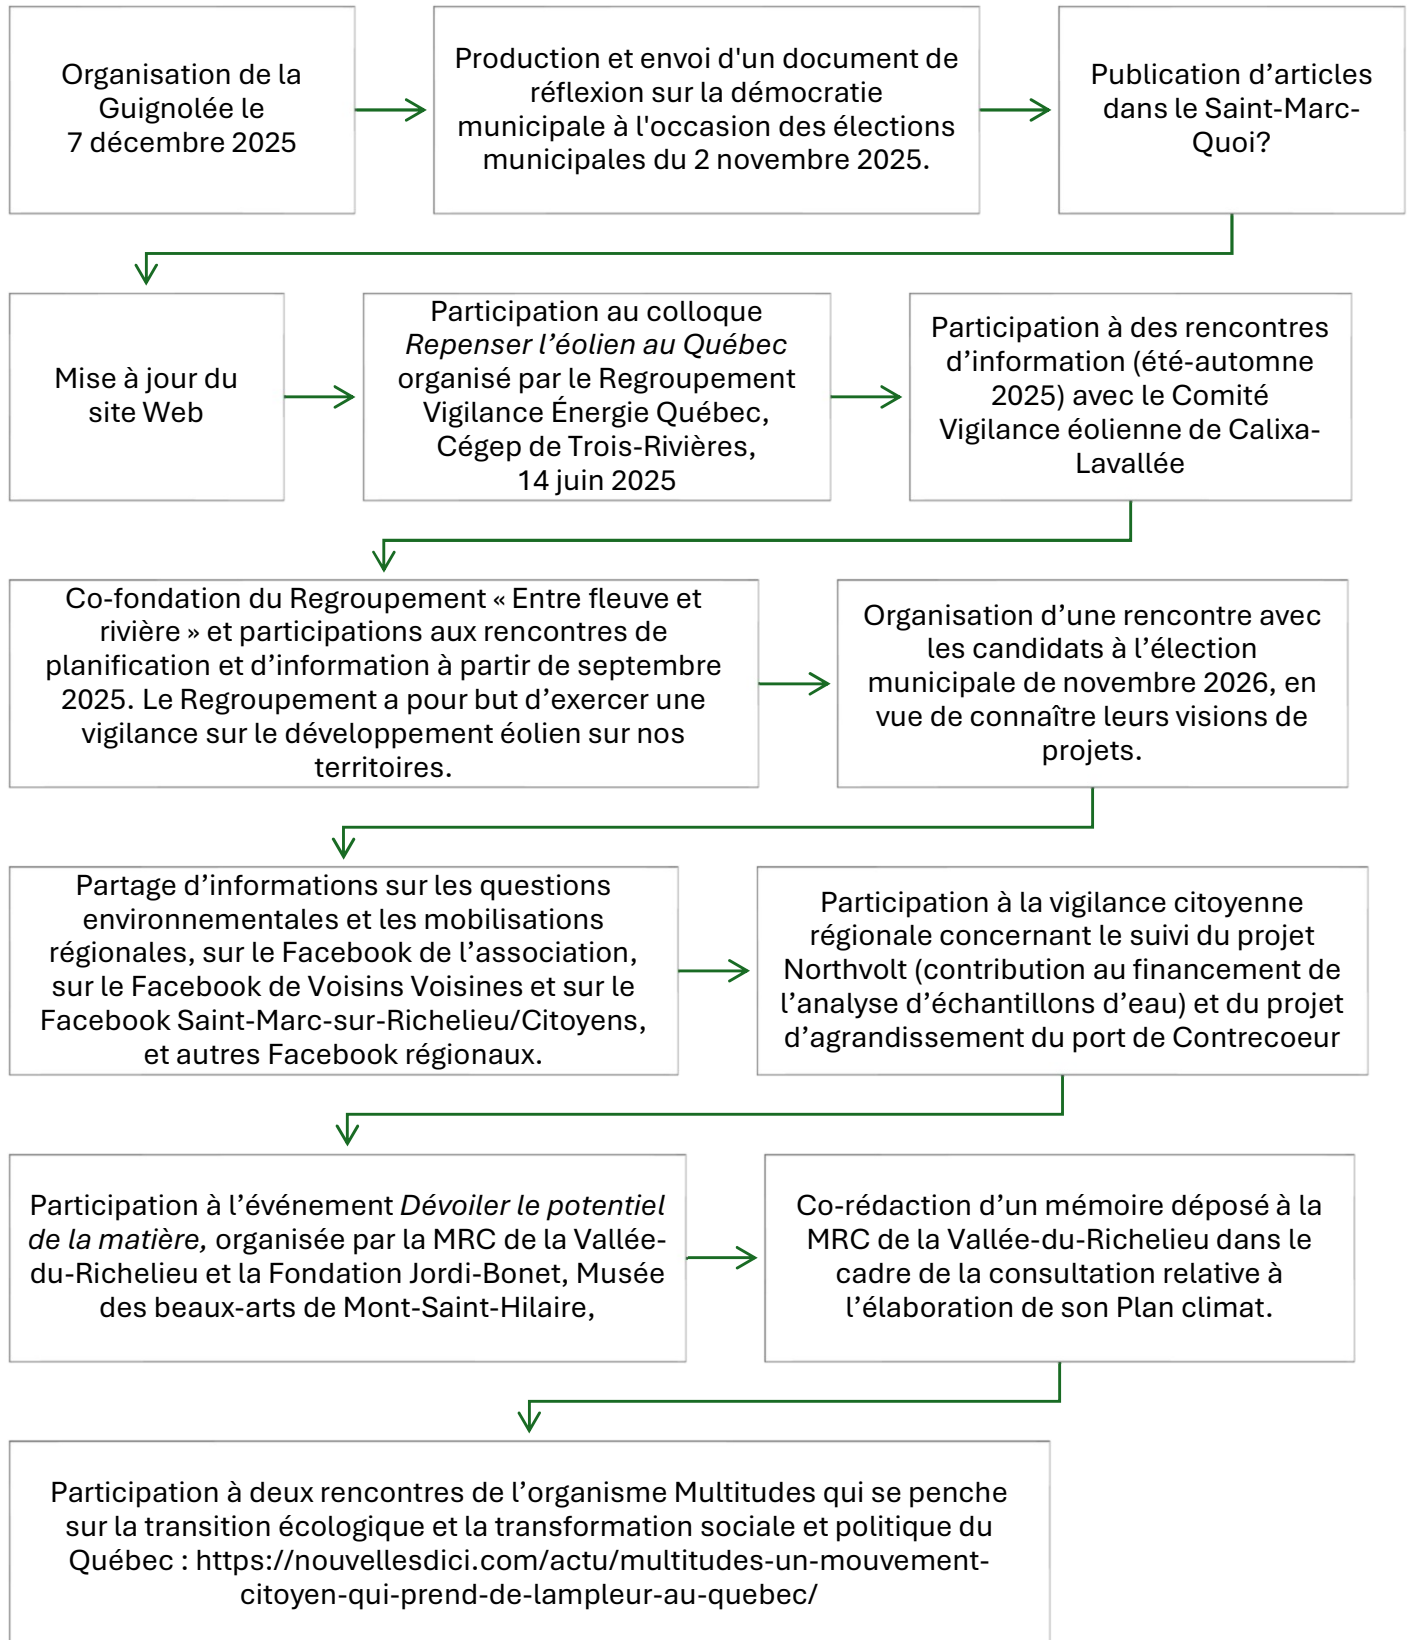 Organisation de la
Guignolée le
7 décembre 2025
Production et envoi d'un document de
réflexion sur la démocratie
municipale à l'occasion des élections
municipales du 2 novembre 2025.
Publication d’articles
dans le Saint-Marc-
Quoi?
Mise à jour du
site Web
Participation au colloque
Repenser l’éolien au Québec
organisé par le Regroupement
Vigilance Énergie Québec,
Cégep de Trois-Rivières,
14 juin 2025
Participation à des rencontres
d’information (été-automne
2025) avec le Comité
Vigilance éolienne de Calixa-
Lavallée
Co-fondation du Regroupement « Entre fleuve et
rivière » et participations aux rencontres de
planification et d’information à partir de septembre
2025. Le Regroupement a pour but d’exercer une
vigilance sur le développement éolien sur nos
territoires.
Organisation d’une rencontre avec
les candidats à l’élection
municipale de novembre 2026, en
vue de connaître leurs visions de
projets.
Partage d’informations sur les questions
environnementales et les mobilisations
régionales, sur le Facebook de l’association,
sur le Facebook de Voisins Voisines et sur le
Facebook Saint-Marc-sur-Richelieu/Citoyens,
et autres Facebook régionaux.
Participation à la vigilance citoyenne
régionale concernant le suivi du projet
Northvolt (contribution au financement de
l’analyse d’échantillons d’eau) et du projet
d’agrandissement du port de Contrecoeur
Participation à l’événement Dévoiler le potentiel
de la matière, organisée par la MRC de la Vallée-
du-Richelieu et la Fondation Jordi-Bonet, Musée
des beaux-arts de Mont-Saint-Hilaire,
Co-rédaction d’un mémoire déposé à la
MRC de la Vallée-du-Richelieu dans le
cadre de la consultation relative à
l’élaboration de son Plan climat.
Participation à deux rencontres de l’organisme Multitudes qui se penche
sur la transition écologique et la transformation sociale et politique du
Québec : https://nouvellesdici.com/actu/multitudes-un-mouvement-
citoyen-qui-prend-de-lampleur-au-quebec/